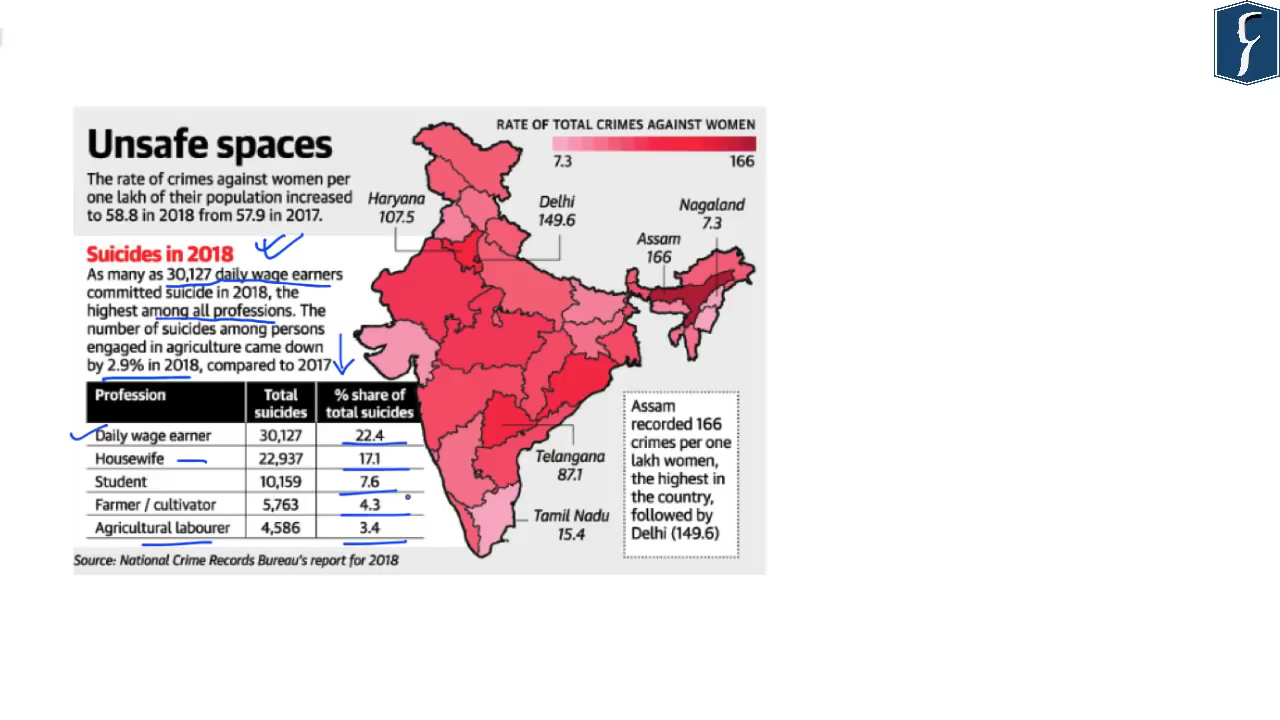 Unsafe spaces
The rate of crimes against women per
one lakh of their population increased
to 58.8 in 2018 from 57.9 in 2017.
RATE OF TOTAL CRIMES AGAINST WOMEN
7.3 166
Haryana
107.5
Delhi
149.6
Nagaland
7.3
Assam
166
Suicides in 2018
As many as 30,127 daily wage earners
committed suicide in 2018, the
highest among all professions. The
number of suicides among persons
engaged in agriculture came down
by 2.9% in 2018, compared to 2017
Profession Total suicides % share of total suicides
Daily wage earner 30,127 22.4
Housewife 22,937 17.1
Student 10,159 7.6
Farmer / cultivator 5,763 4.3
Agricultural labourer 4,586 3.4
Telangana
87.1
Tamil Nadu
15.4
Assam
recorded 166
crimes per one
lakh women,
the highest in
the country,
followed by
Delhi (149.6)
Source: National Crime Records Bureau's report for 2018